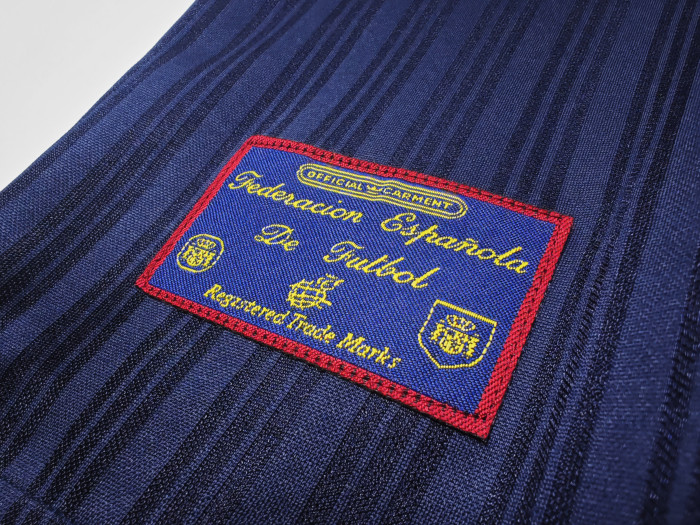 OFFICIAL GARMENT
Federacion Española
De Futbol
Registered Trade Marks